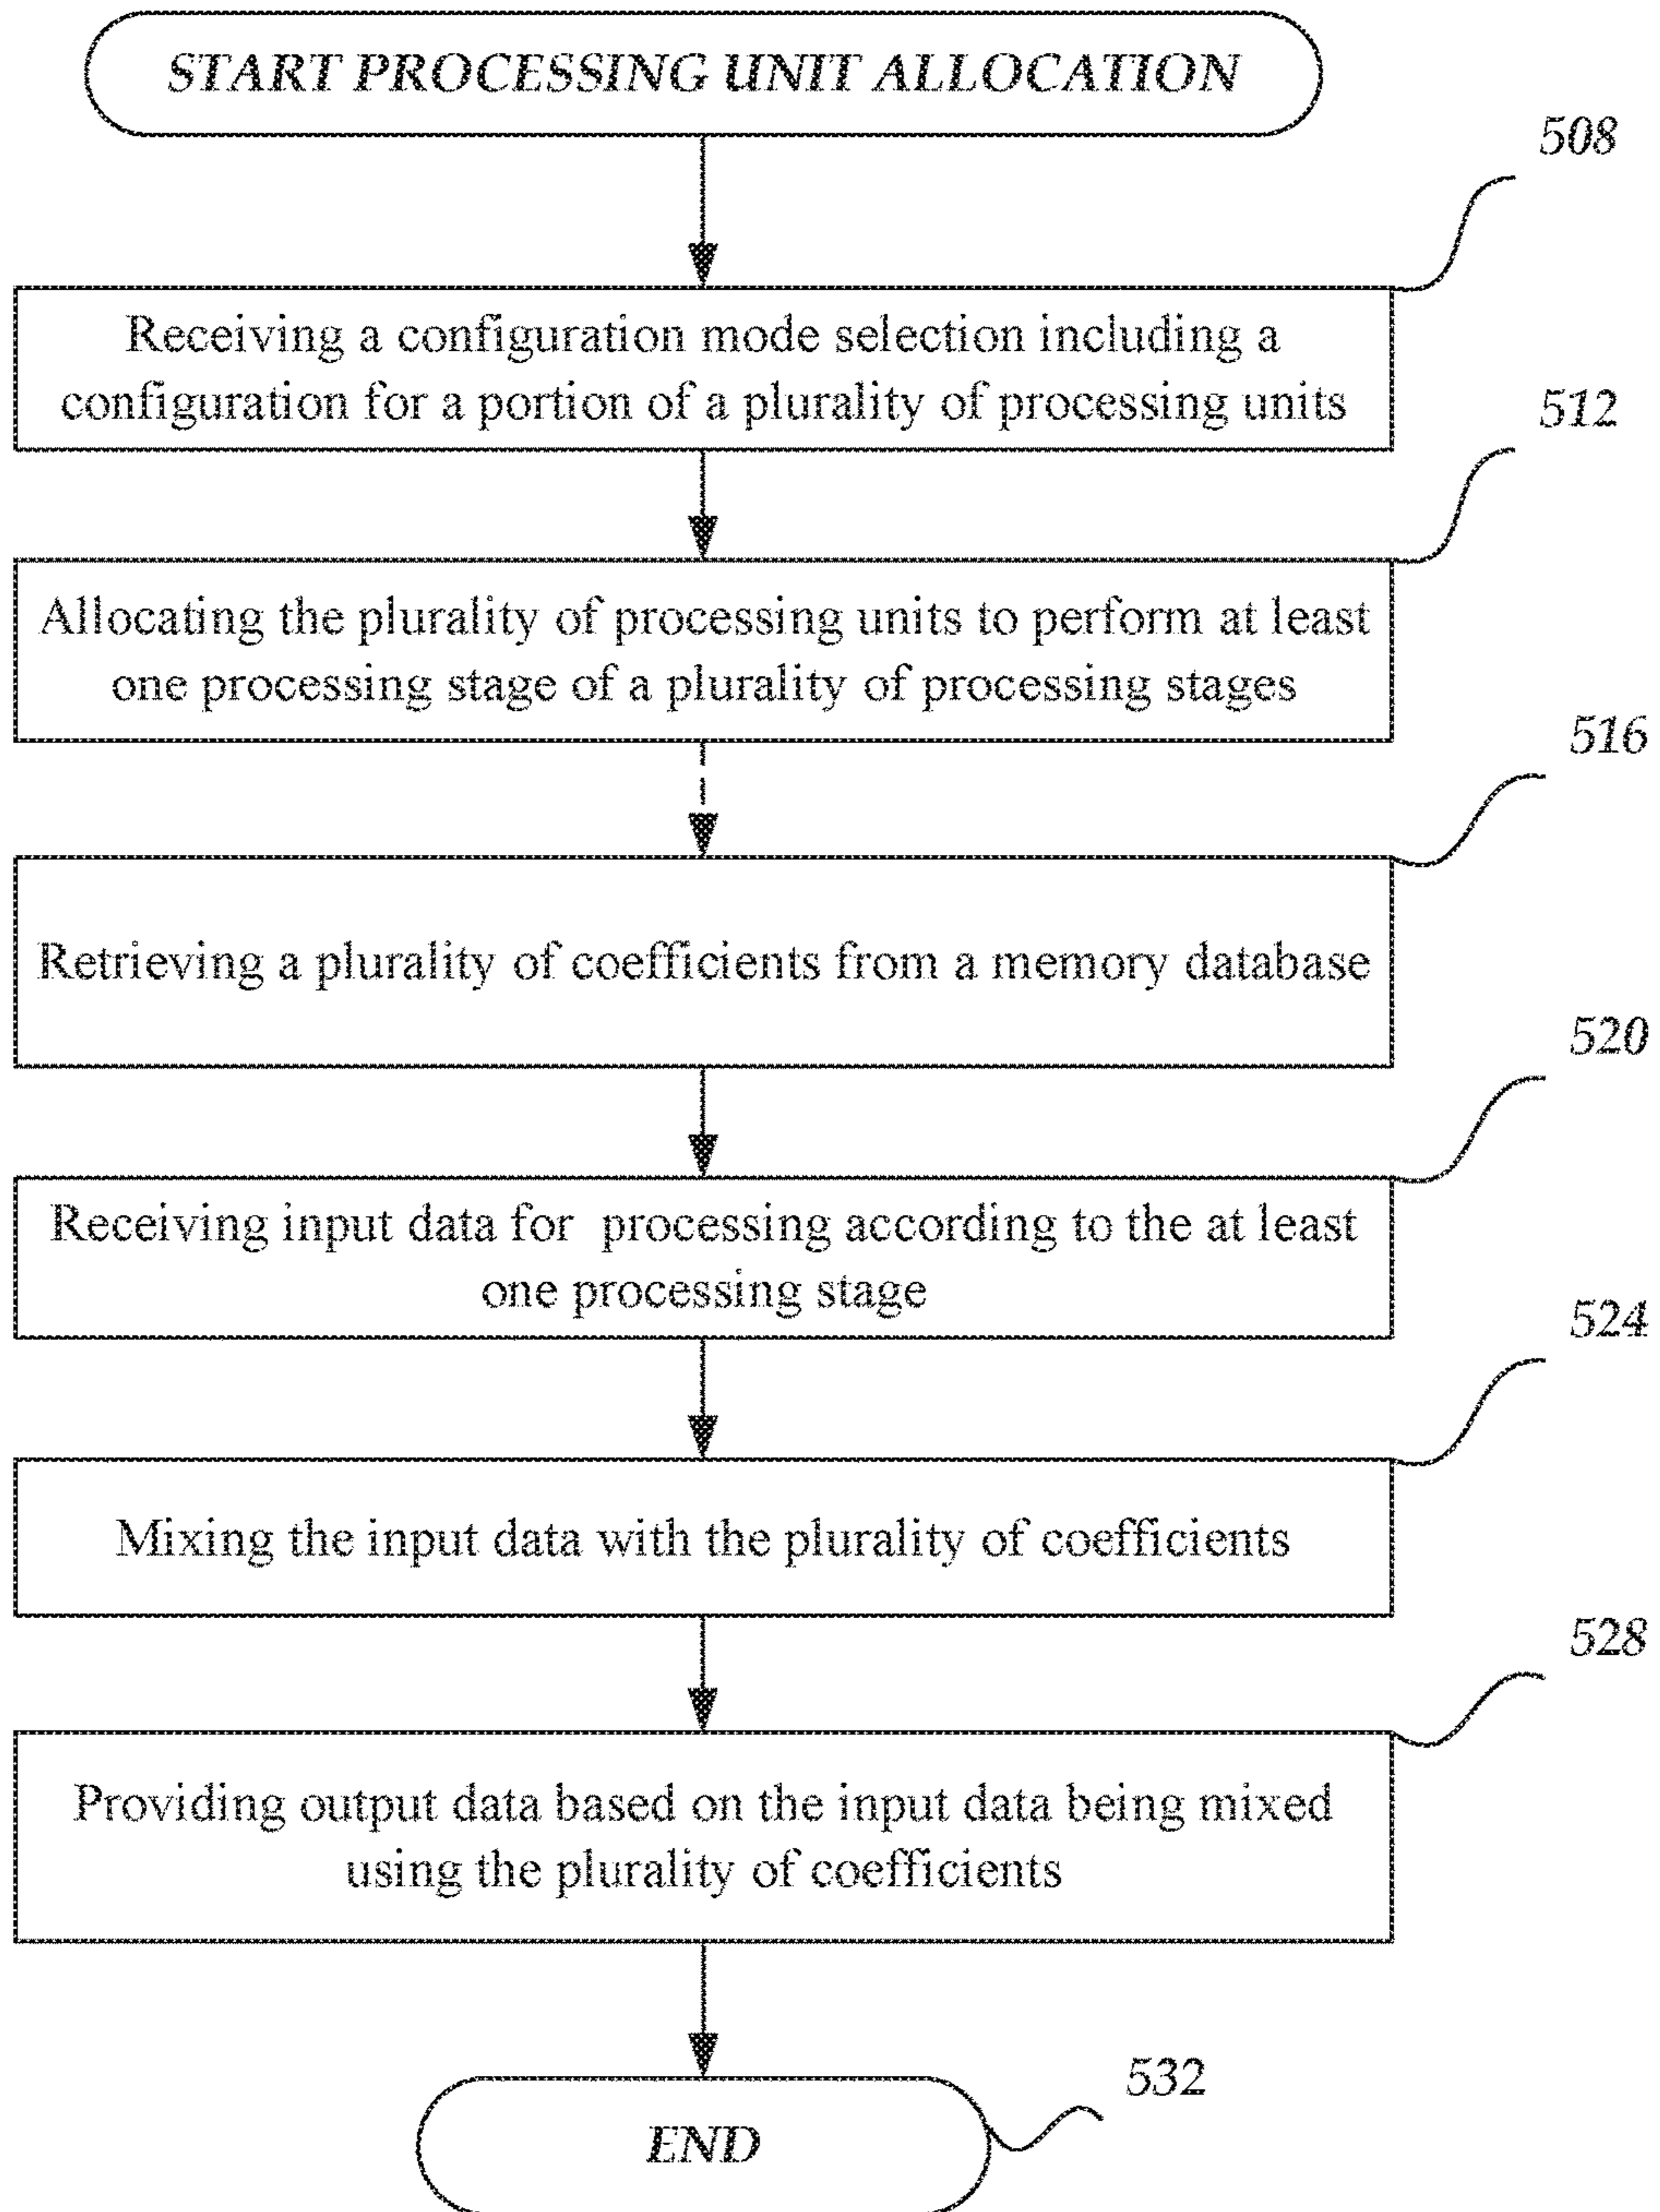 START PROCESSING UNIT ALLOCATION
508
Receiving a configuration mode selection including a
configuration for a portion of a plurality of processing units
512
Allocating the plurality of processing units to perform at least
one processing stage of a plurality of processing stages
516
Retrieving a plurality of coefficients from a memory database
520
Receiving input data for processing according to the at least
one processing stage
524
Mixing the input data with the plurality of coefficients
528
Providing output data based on the input data being mixed
using the plurality of coefficients
532
END